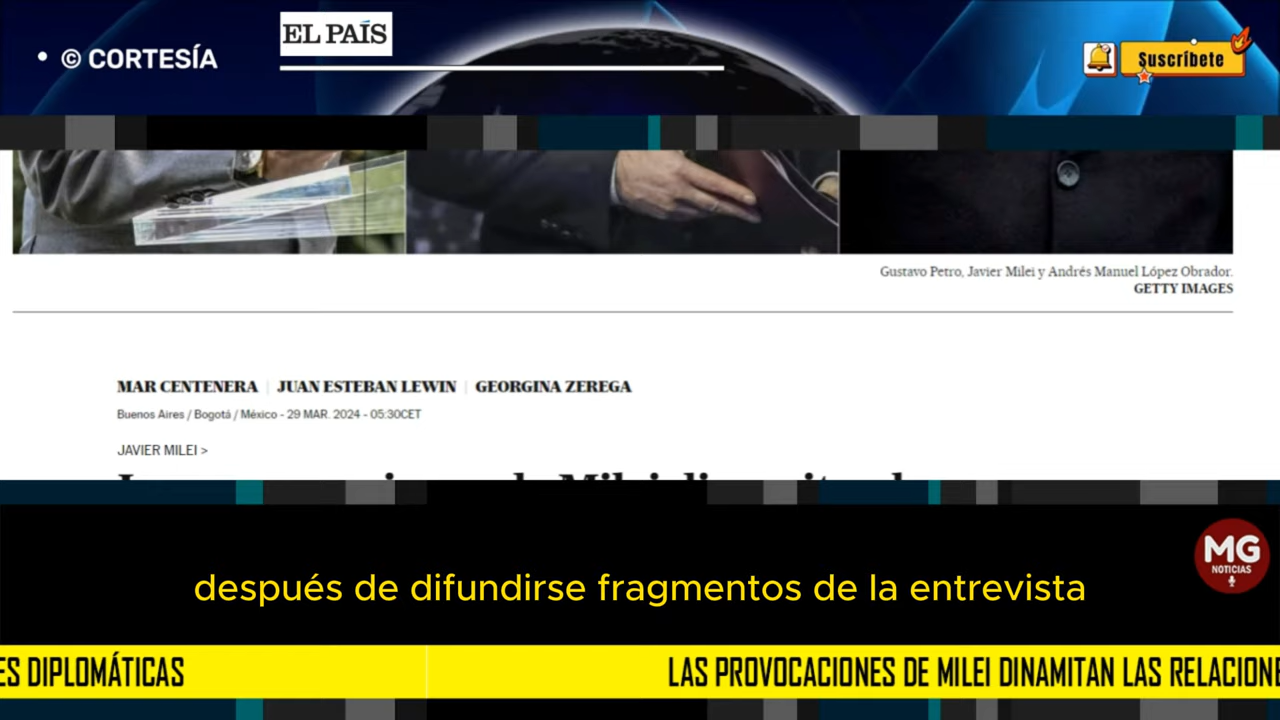 EL PAÍS
• © CORTESÍA
Suscríbete
Gustavo Petro, Javier Milei y Andrés Manuel López Obrador.
GETTY IMAGES
MAR CENTENERA | JUAN ESTEBAN LEWIN | GEORGINA ZEREGA
Buenos Aires / Bogotá / México - 29 MAR. 2024 - 05:30CET
JAVIER MILEI >
MG
NOTICIAS
después de difundirse fragmentos de la entrevista
ES DIPLOMÁTICAS
LAS PROVOCACIONES DE MILEI DINAMITAN LAS RELACIONE